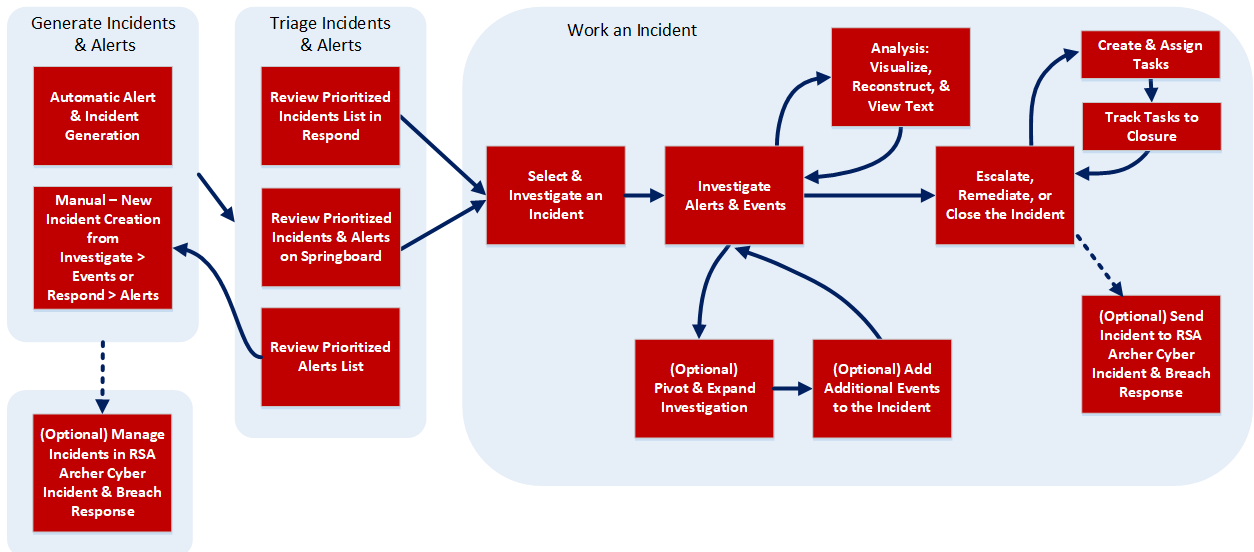 Generate Incidents
& Alerts
Automatic Alert
& Incident
Generation
Manual – New
Incident Creation
from
Investigate >
Events or
Respond > Alerts
(Optional) Manage
Incidents in RSA
Archer Cyber
Incident & Breach
Response
Triage Incidents
& Alerts
Review Prioritized
Incidents List in
Respond
Review Prioritized
Incidents & Alerts
on Springboard
Review Prioritized
Alerts List
Work an Incident
Select &
Investigate an
Incident
Investigate
Alerts & Events
Analysis:
Visualize,
Reconstruct, &
View Text
(Optional)
Pivot & Expand
Investigation
(Optional) Add
Additional Events
to the Incident
Escalate,
Remediate, or
Close the Incident
Create & Assign
Tasks
Track Tasks to
Closure
(Optional) Send
Incident to RSA
Archer Cyber
Incident & Breach
Response